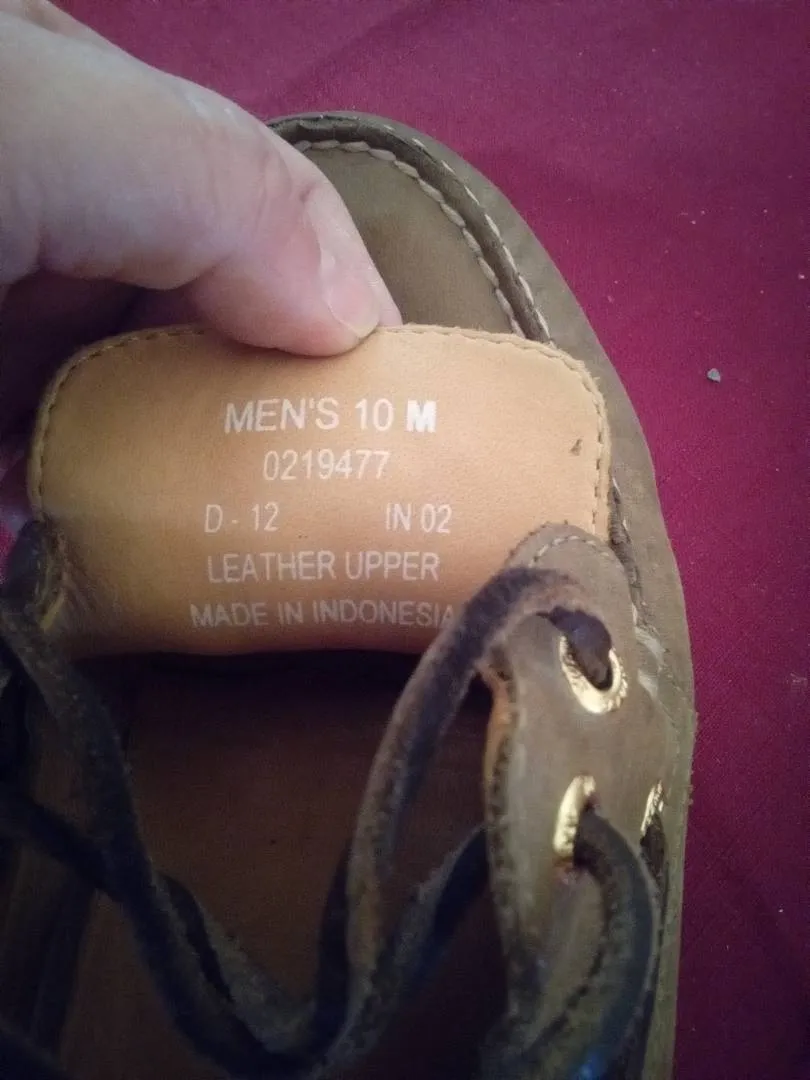 MEN'S 10 M
0219477
D - 12 IN 02
LEATHER UPPER
MADE IN INDONESIA